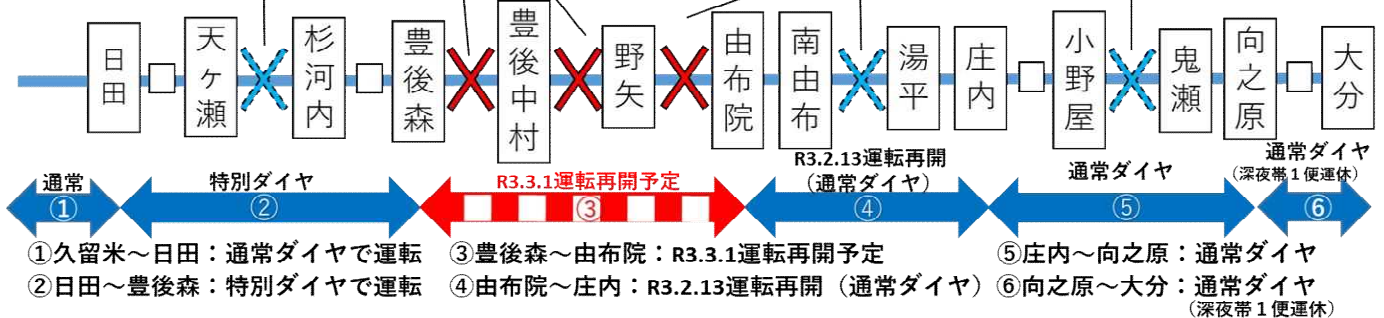 日田
天ヶ瀬
杉河内
豊後森
豊後中村
野矢
由布院
南由布
湯平
庄内
小野屋
鬼瀬
向之原
大分
通常
①
特別ダイヤ
②
R3.3.1運転再開予定
③
R3.2.13運転再開
（通常ダイヤ）
④
通常ダイヤ
⑤
通常ダイヤ
（深夜帯１便運休）
⑥
①久留米～日田：通常ダイヤで運転
②日田～豊後森：特別ダイヤで運転
③豊後森～由布院：R3.3.1運転再開予定
④由布院～庄内：R3.2.13運転再開（通常ダイヤ）
⑤庄内～向之原：通常ダイヤ
⑥向之原～大分：通常ダイヤ
（深夜帯１便運休）